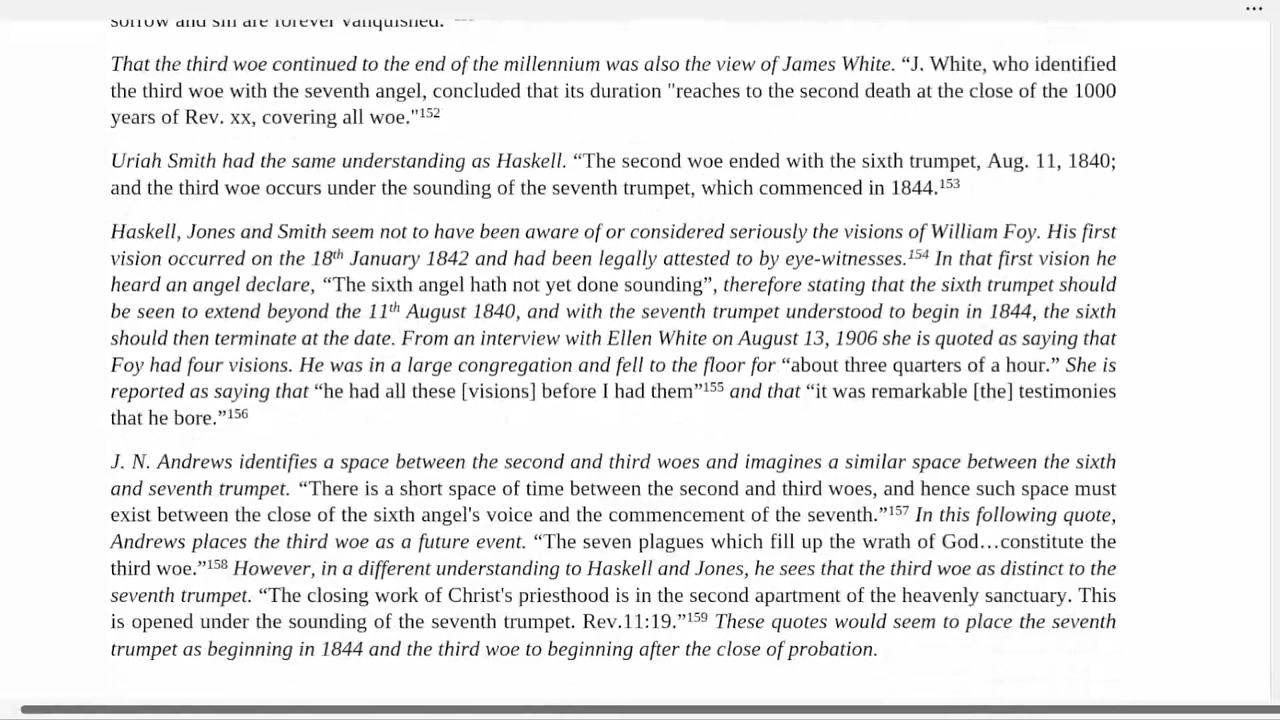 sorrow and sin are forever vanquished."
That the third woe continued to the end of the millennium was also the view of James White. “J. White, who identified
the third woe with the seventh angel, concluded that its duration "reaches to the second death at the close of the 1000
years of Rev. xx, covering all woe."152
Uriah Smith had the same understanding as Haskell. “The second woe ended with the sixth trumpet, Aug. 11, 1840;
and the third woe occurs under the sounding of the seventh trumpet, which commenced in 1844.153
Haskell, Jones and Smith seem not to have been aware of or considered seriously the visions of William Foy. His first
vision occurred on the 18th January 1842 and had been legally attested to by eye-witnesses.154 In that first vision he
heard an angel declare, “The sixth angel hath not yet done sounding”, therefore stating that the sixth trumpet should
be seen to extend beyond the 11th August 1840, and with the seventh trumpet understood to begin in 1844, the sixth
should then terminate at the date. From an interview with Ellen White on August 13, 1906 she is quoted as saying that
Foy had four visions. He was in a large congregation and fell to the floor for “about three quarters of a hour.” She is
reported as saying that “he had all these [visions] before I had them”155 and that “it was remarkable [the] testimonies
that he bore.”156
J. N. Andrews identifies a space between the second and third woes and imagines a similar space between the sixth
and seventh trumpet. “There is a short space of time between the second and third woes, and hence such space must
exist between the close of the sixth angel's voice and the commencement of the seventh.”157 In this following quote,
Andrews places the third woe as a future event. “The seven plagues which fill up the wrath of God…constitute the
third woe.”158 However, in a different understanding to Haskell and Jones, he sees that the third woe as distinct to the
seventh trumpet. “The closing work of Christ's priesthood is in the second apartment of the heavenly sanctuary. This
is opened under the sounding of the seventh trumpet. Rev.11:19.”159 These quotes would seem to place the seventh
trumpet as beginning in 1844 and the third woe to beginning after the close of probation.